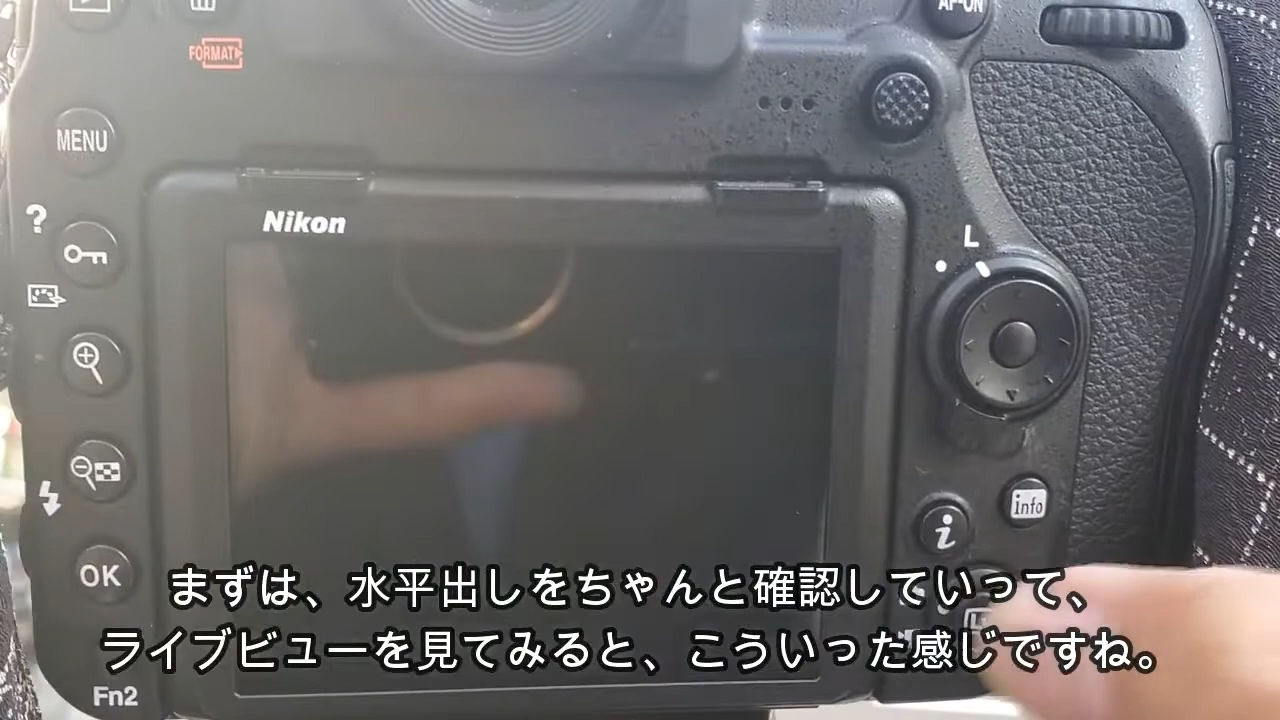 AF-ON
FORMAT
MENU
?
Nikon
L
info
i
OK
まずは、水平出しをちゃんと確認していって、
ライブビューを見てみると、こういった感じですね。
Fn2